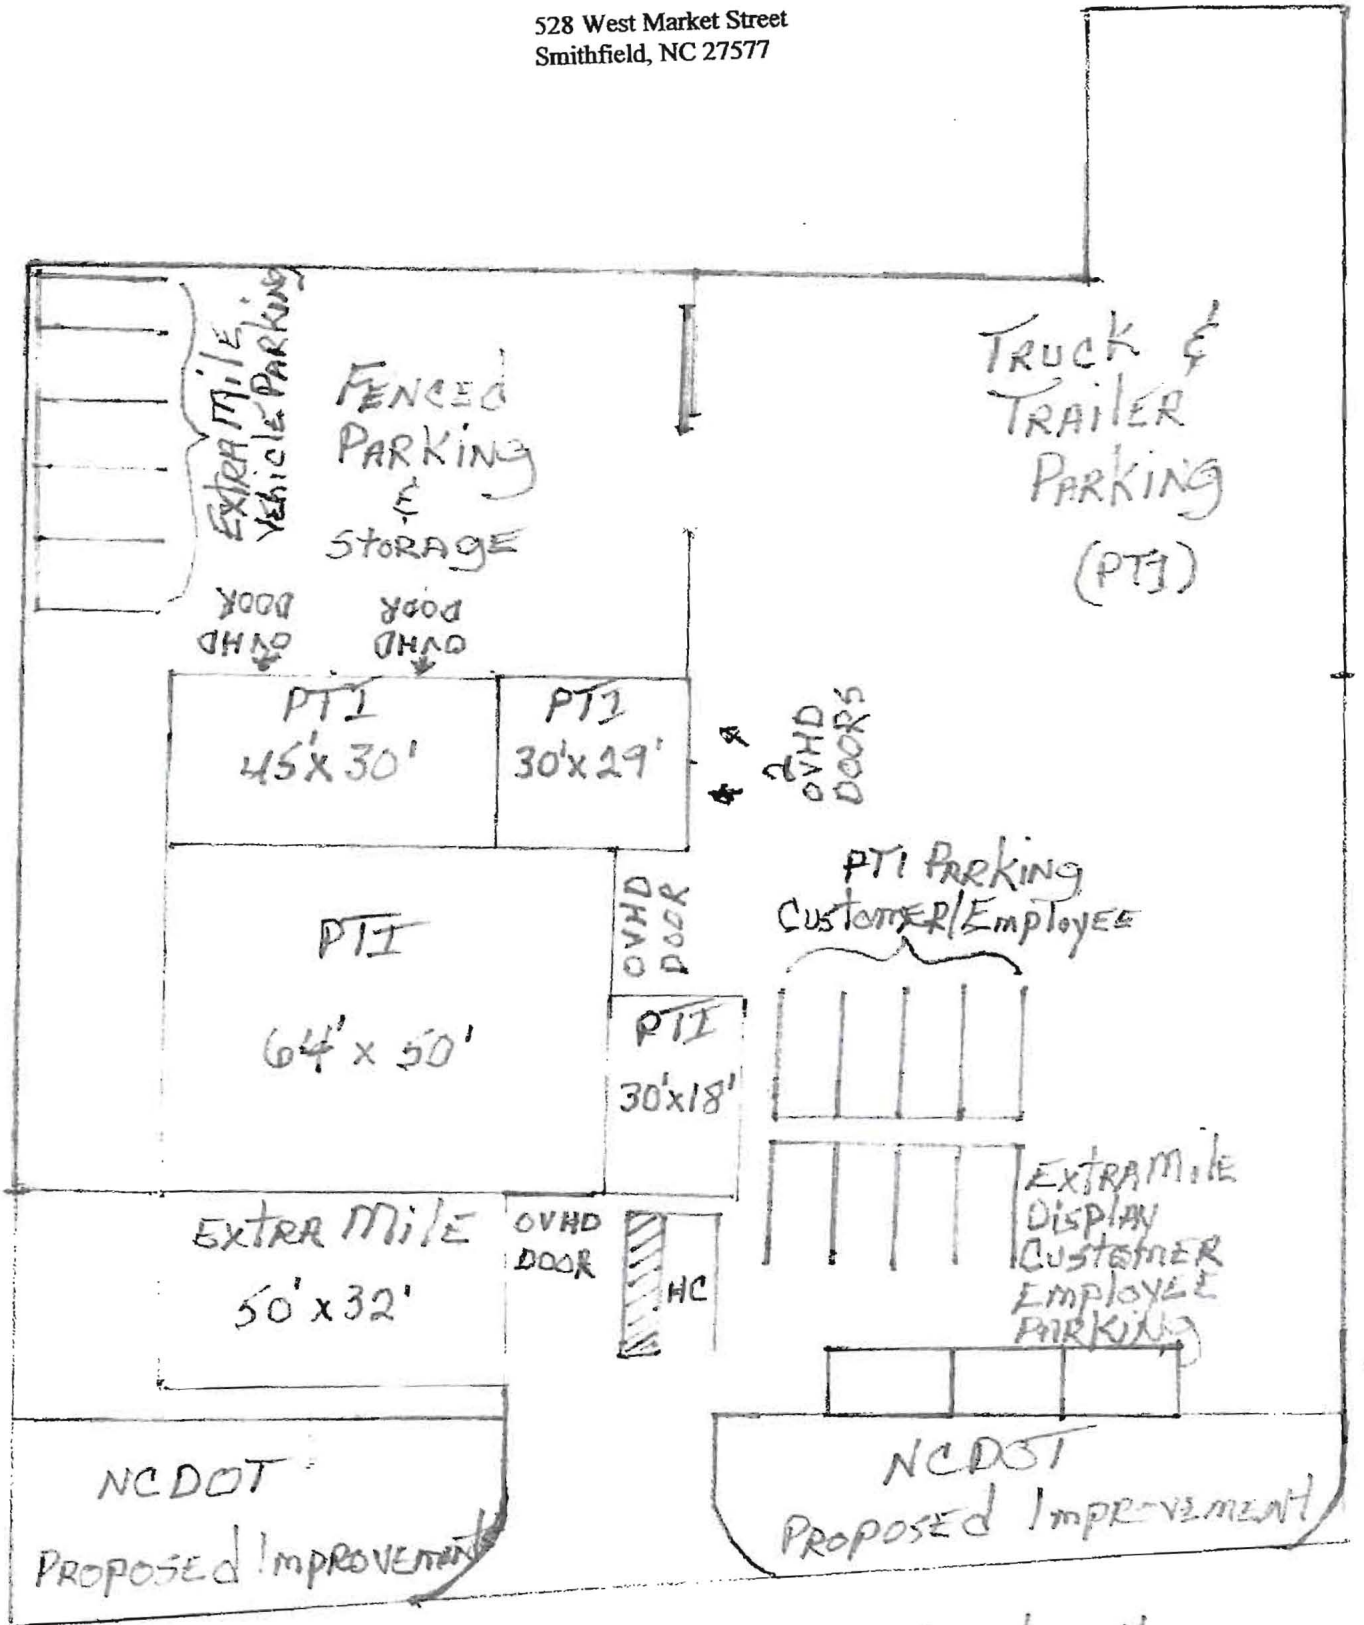 528 West Market Street
Smithfield, NC 27577
EXTRA MilE
VEhiclE PARKiNg
FENCEd
PARKiNg
&
StORAgE
TRUCK &
TRAilER
PARKiNg
(PTI)
OVHD
DOOR
OVHD
DOOR
PTI
45'x 30'
PTI
30'x29'
2
OVHD
DOORS
PTI PARKiNg
CustomER/EmployEE
OVHD
DOOR
PTI
64' x 50'
PTI
30'x18'
EXTRA MilE
50'x32'
OVHD
DOOR
HC
EXTRA MilE
DisplAy
CustomER
EmployEE
PARKiNg
NCDOT
PROPOSEd ImpROVEmENt
NCDOT
PROPOSEd ImpROVEmENt